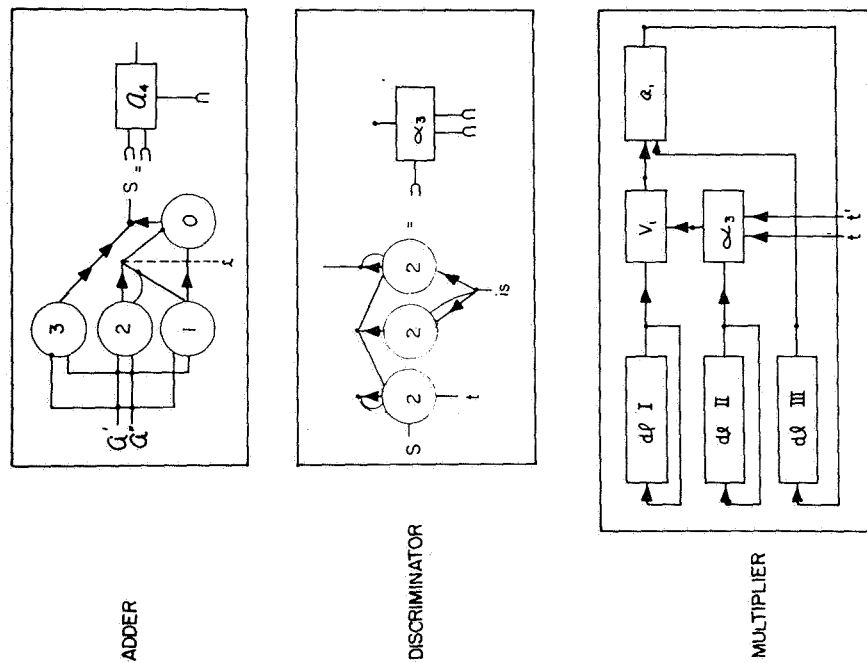 ADDER
a'
a"
3
2
1
0
l
S
=
a₄
DISCRIMINATOR
S
2
2
2
t
is
=
α₃
MULTIPLIER
dl I
dl II
dl III
V₁
α₃
a₁
t
t'